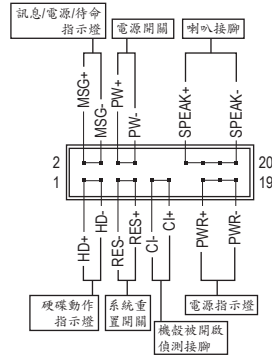 訊息/電源/待命
指示燈
電源開關
喇叭接腳
MSG+
MSG-
PW+
PW-
SPEAK+
SPEAK-
2
20
1
19
HD+
HD-
RES-
RES+
CI-
CI+
PWR+
PWR-
硬碟動作
指示燈
系統重
置開關
機殼被開啟
偵測接腳
電源指示燈